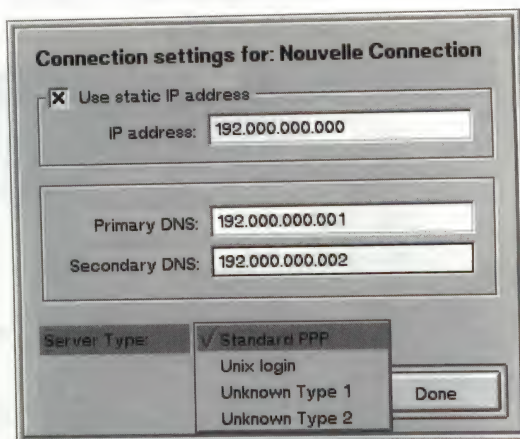 Connection settings for: Nouvelle Connection
Use static IP address
IP address: 192.000.000.000
Primary DNS: 192.000.000.001
Secondary DNS: 192.000.000.002
Server Type: Standard PPP
Unix login
Unknown Type 1
Unknown Type 2
Done